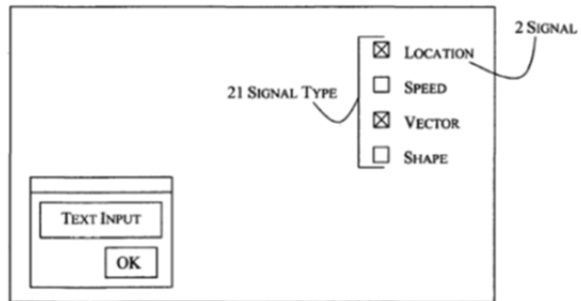 2 SIGNAL
LOCATION
SPEED
21 SIGNAL TYPE
VECTOR
SHAPE
TEXT INPUT
OK